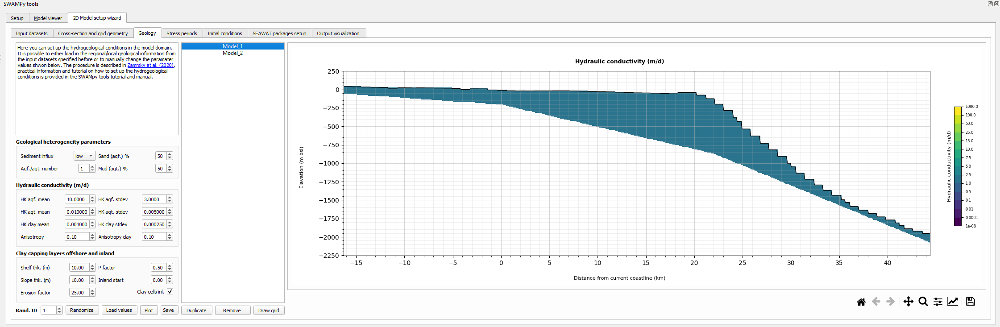 SWAMPy tools
Setup
Model viewer
2D Model setup wizard
Input datasets
Cross-section and grid geometry
Geology
Stress periods
Initial conditions
SEAWAT packages setup
Output visualization
Here you can set up the hydrogeological conditions in the model domain.
It is possible to either load in the regional/local geological information from
the input datasets specified before or to manually change the paramater
values shwon below. The procedure is described in Zamrsky et al. (2020),
practical information and tutorial on how to set up the hydrogeological
conditions is provided in the SWAMpy tools tutorial and manual.
Geological heterogeneity parameters
Sediment influx low Sand (aqf.) % 50
Aqf./aqt. number 1 Mud (aqt.) % 50
Hydraulic conductivity (m/d)
HK aqf. mean 10.0000 HK aqf. stdev 3.0000
HK aqt. mean 0.010000 HK aqt. stdev 0.005000
HK clay mean 0.001000 HK clay stdev 0.000250
Anisotropy 0.10 Anisotropy clay 0.10
Clay capping layers offshore and inland
Shelf thk. (m) 10.00 P factor 0.50
Slope thk. (m) 10.00 Inland start 0.00
Erosion factor 25.00 Clay cells inl.
Rand. ID 1 Randomize Load values Plot Save
Model_1
Model_2
Duplicate Remove Draw grid
Hydraulic conductivity (m/d)
250
0
−250
−500
−750
−1000
−1250
−1500
−1750
−2000
−2250
Elavation (m bsl)
−15 −10 −5 0 5 10 15 20 25 30 35 40
Distance from current coastline (km)
Hydraulic conductivity (m/d)
1000.0
100.0
50.0
25.0
15.0
10.0
7.5
5.0
2.5
1.0
0.5
0.1
0.01
0.0001
1e-08